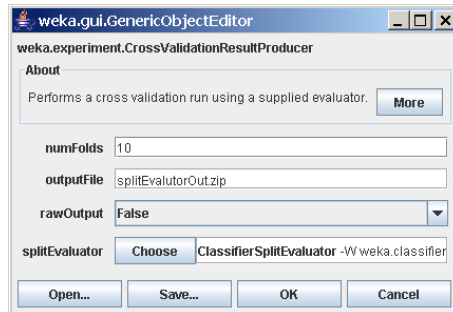 weka.gui.GenericObjectEditor
weka.experiment.CrossValidationResultProducer
About
Performs a cross validation run using a supplied evaluator.
More
numFolds 10
outputFile splitEvalutorOut.zip
rawOutput False
splitEvaluator Choose ClassifierSplitEvaluator -W weka.classifier
Open... Save... OK Cancel